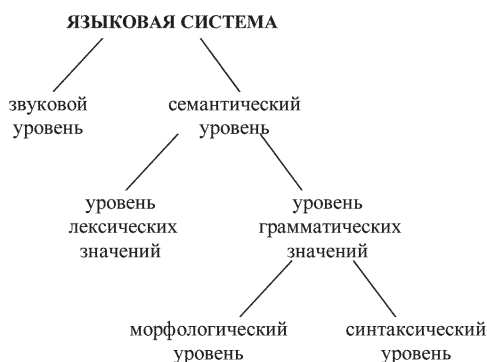 ЯЗЫКОВАЯ СИСТЕМА
звуковой
уровень
семантический
уровень
уровень
лексических
значений
уровень
грамматических
значений
морфологический
уровень
синтаксический
уровень